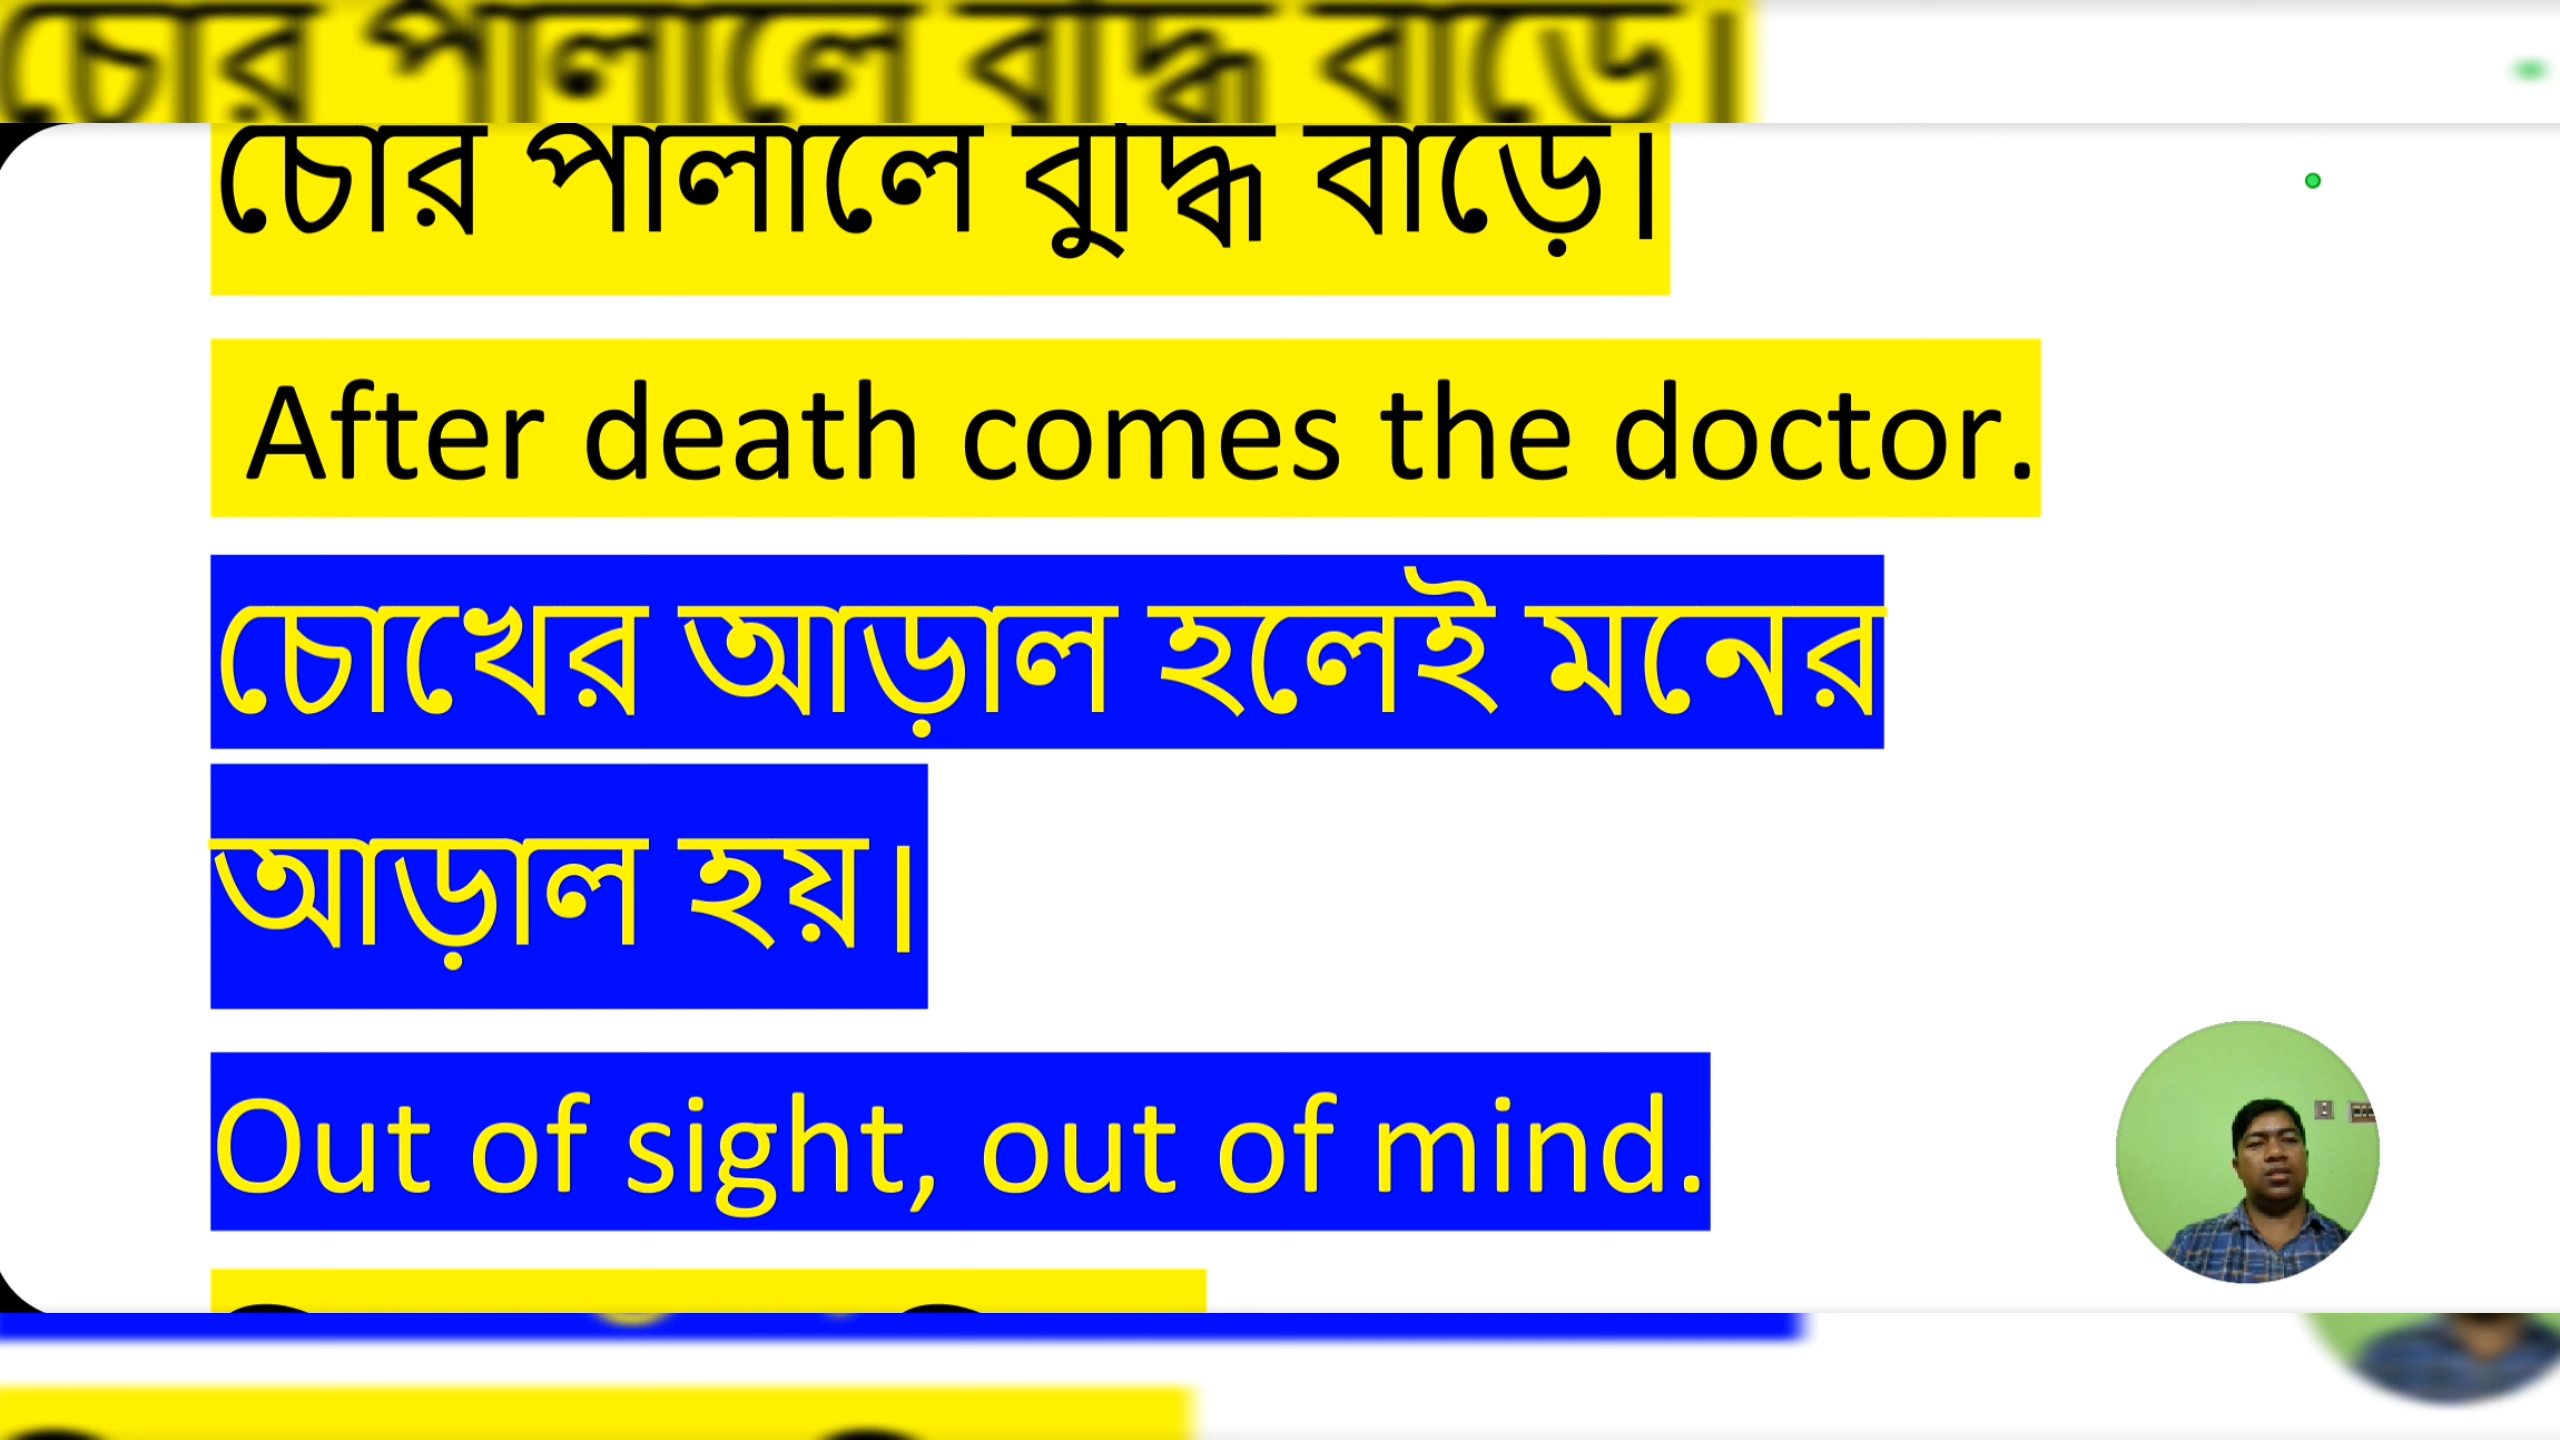 চোর পালালে বুদ্ধি বাড়ে।
After death comes the doctor.
চোখের আড়াল হলেই মনের
আড়াল হয়।
Out of sight, out of mind.